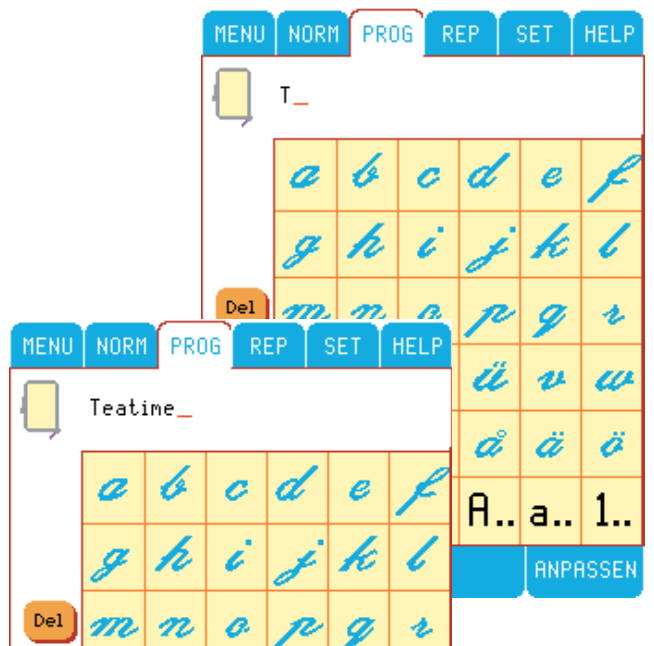 MENU NORM PROG REP SET HELP
T_
a b c d e f
g h i j k l
Del m n o p q r
ü v w
å ä ö
A.. a.. 1..
ANPASSEN
MENU NORM PROG REP SET HELP
Teatime_
a b c d e f
g h i j k l
Del m n o p q r